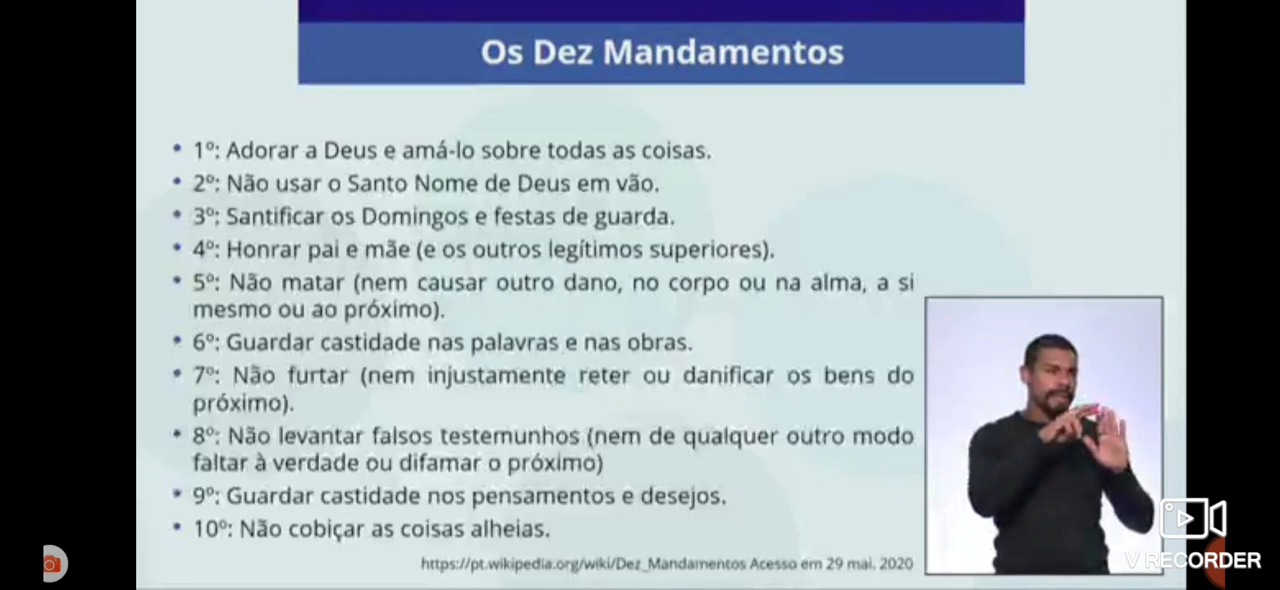 Os Dez Mandamentos
• 1º: Adorar a Deus e amá-lo sobre todas as coisas.
• 2º: Não usar o Santo Nome de Deus em vão.
• 3º: Santificar os Domingos e festas de guarda.
• 4º: Honrar pai e mãe (e os outros legítimos superiores).
• 5º: Não matar (nem causar outro dano, no corpo ou na alma, a si
mesmo ou ao próximo).
• 6º: Guardar castidade nas palavras e nas obras.
• 7º: Não furtar (nem injustamente reter ou danificar os bens do
próximo).
• 8º: Não levantar falsos testemunhos (nem de qualquer outro modo
faltar à verdade ou difamar o próximo)
• 9º: Guardar castidade nos pensamentos e desejos.
• 10º: Não cobiçar as coisas alheias.
https://pt.wikipedia.org/wiki/Dez_Mandamentos Acesso em 29 mai. 2020
V RECORDER